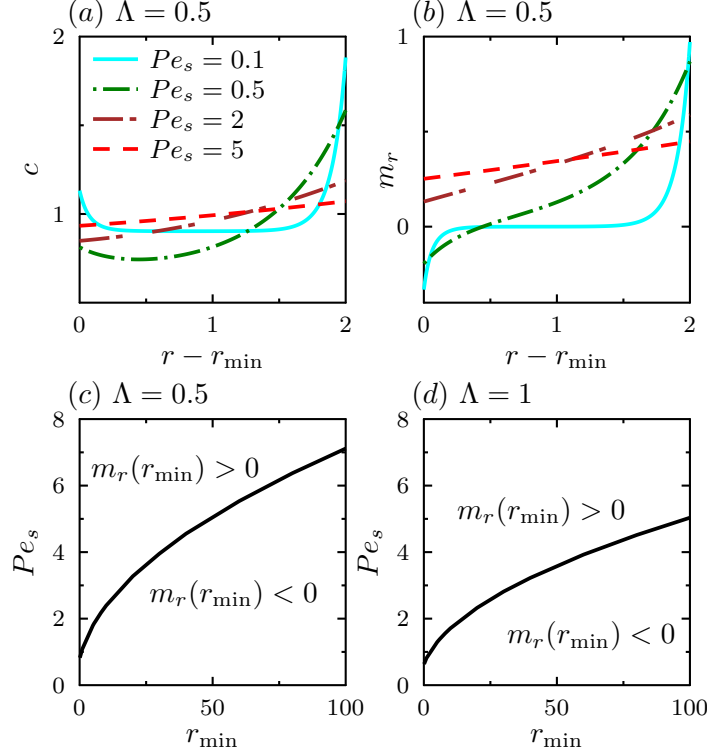 (a) Λ = 0.5
(b) Λ = 0.5
2
1
c
Pe_s = 0.1
Pe_s = 0.5
Pe_s = 2
Pe_s = 5
0 1 2
r − r_min
1
0
m_r
0 1 2
r − r_min
(c) Λ = 0.5
(d) Λ = 1
8
6
4
2
0
Pe_s
m_r(r_min) > 0
m_r(r_min) < 0
0 50 100
r_min
8
6
4
2
0
Pe_s
m_r(r_min) > 0
m_r(r_min) < 0
0 50 100
r_min